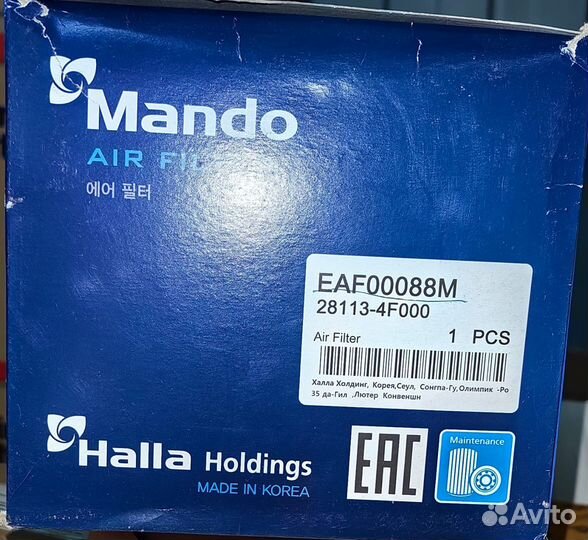 Mando
AIR FIL
에어 필터
EAF00088M
28113-4F000
Air Filter 1 PCS
Халла Холдинг, Корея,Сеул, Сонгпа-Гу,Олимпик -Ро
35 да-Гил ,Лютер Конвеншн
Halla Holdings
MADE IN KOREA
EAC
Maintenance
Avito